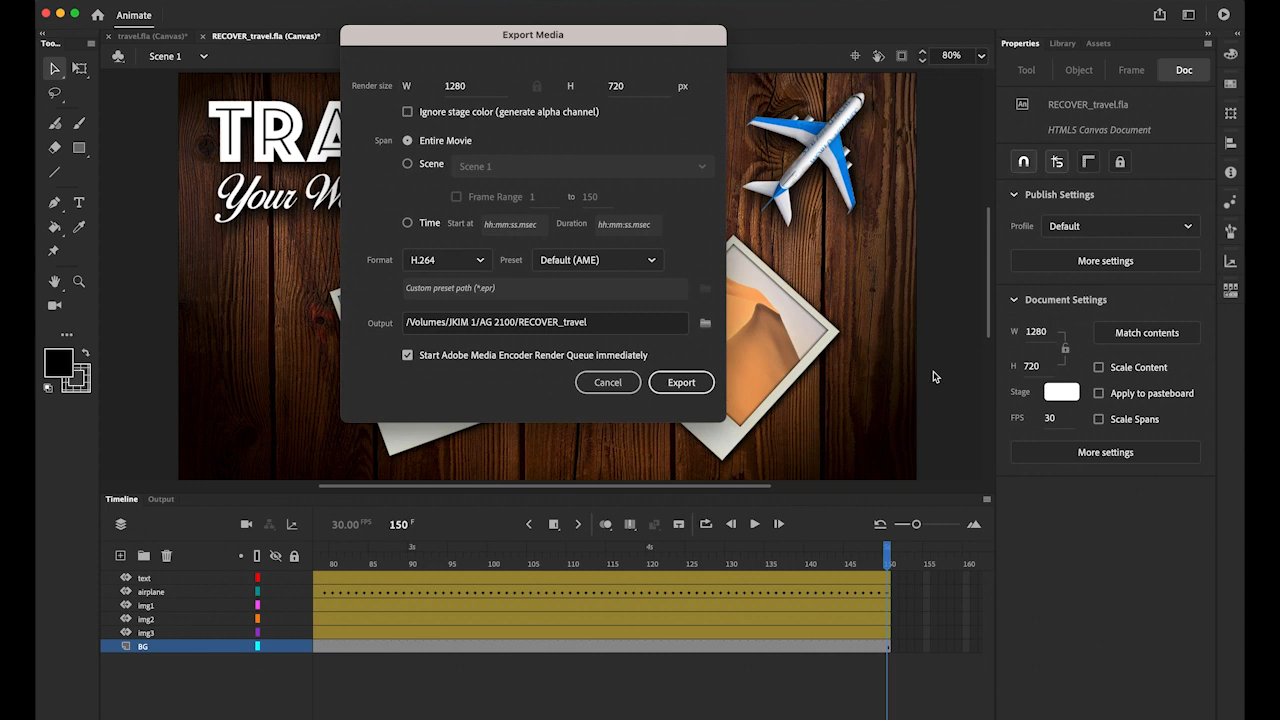 Animate
Export Media
travel.fla (Canvas)*
RECOVER_travel.fla (Canvas)*
Too...
Scene 1
80%
Properties
Library
Assets
Tool
Object
Frame
Doc
An
RECOVER_travel.fla
HTML5 Canvas Document
Publish Settings
Profile
Default
More settings
Document Settings
W 1280
Match contents
H 720
Scale Content
Stage
Apply to pasteboard
FPS 30
Scale Spans
More settings
Render size W 1280 H 720 px
Ignore stage color (generate alpha channel)
Span
Entire Movie
Scene
Scene 1
Frame Range 1 to 150
Time Start at hh:mm:ss.msec Duration hh:mm:ss.msec
Format H.264 Preset Default (AME)
Custom preset path (*.epr)
Output /Volumes/JKIM 1/AG 2100/RECOVER_travel
Start Adobe Media Encoder Render Queue immediately
Cancel
Export
TRA
Your
Timeline
Output
30.00 FPS 150 F
3s 4s
80 85 90 95 100 105 110 115 120 125 130 135 140 145 150 155 160
text
airplane
img1
img2
img3
BG